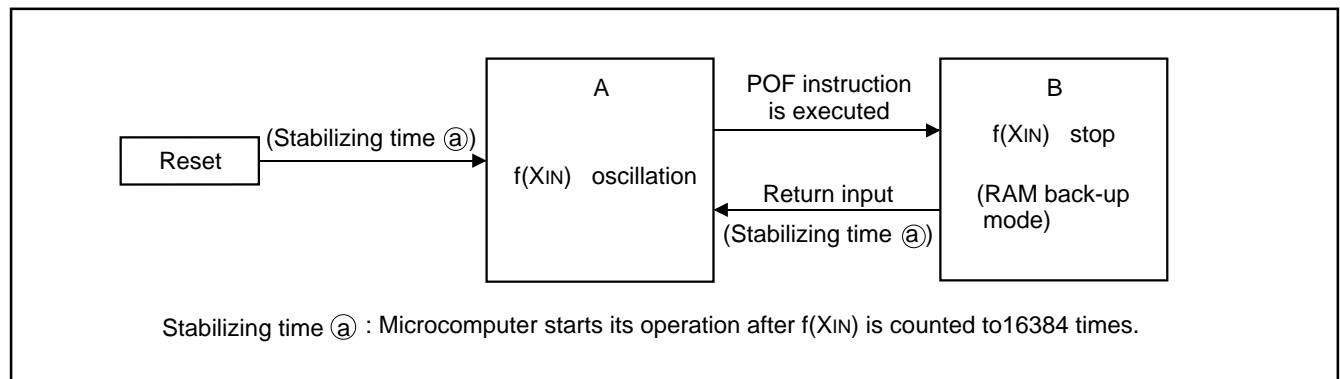 Reset
(Stabilizing time ⓐ)
A
f(XIN) oscillation
POF instruction
is executed
Return input
(Stabilizing time ⓐ)
B
f(XIN) stop
(RAM back-up
mode)
Stabilizing time ⓐ : Microcomputer starts its operation after f(XIN) is counted to16384 times.